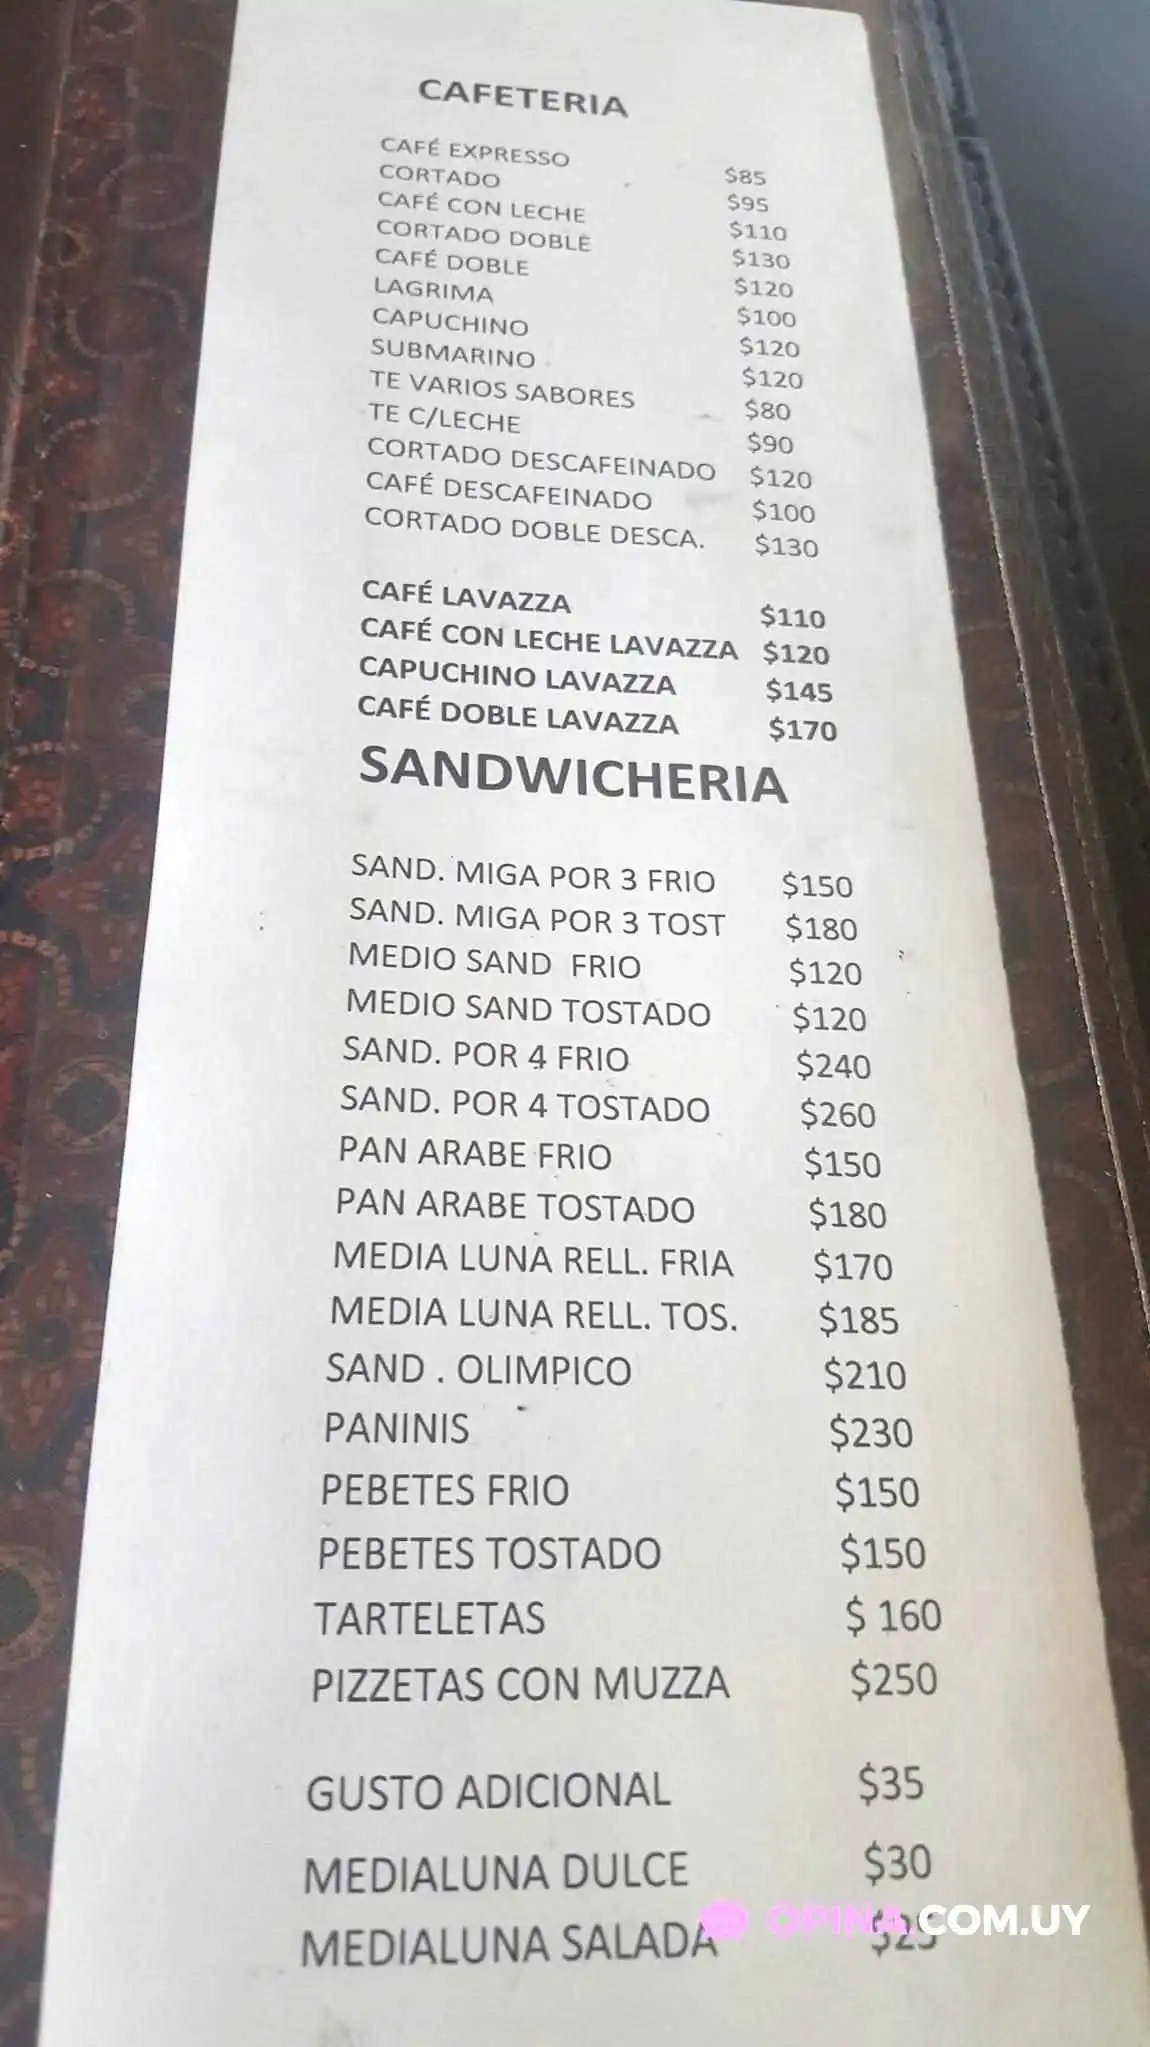 CAFETERIA
CAFÉ EXPRESSO $85
CORTADO $95
CAFÉ CON LECHE $110
CORTADO DOBLE $130
CAFÉ DOBLE $120
LAGRIMA $100
CAPUCHINO $120
SUBMARINO $120
TE VARIOS SABORES $80
TE C/LECHE $90
CORTADO DESCAFEINADO $120
CAFÉ DESCAFEINADO $100
CORTADO DOBLE DESCA. $130
CAFÉ LAVAZZA $110
CAFÉ CON LECHE LAVAZZA $120
CAPUCHINO LAVAZZA $145
CAFÉ DOBLE LAVAZZA $170
SANDWICHERIA
SAND. MIGA POR 3 FRIO $150
SAND. MIGA POR 3 TOST $180
MEDIO SAND FRIO $120
MEDIO SAND TOSTADO $120
SAND. POR 4 FRIO $240
SAND. POR 4 TOSTADO $260
PAN ARABE FRIO $150
PAN ARABE TOSTADO $180
MEDIA LUNA RELL. FRIA $170
MEDIA LUNA RELL. TOS. $185
SAND . OLIMPICO $210
PANINIS $230
PEBETES FRIO $150
PEBETES TOSTADO $150
TARTELETAS $ 160
PIZZETAS CON MUZZA $250
GUSTO ADICIONAL $35
MEDIALUNA DULCE $30
MEDIALUNA SALADA $25
OPINA.COM.UY